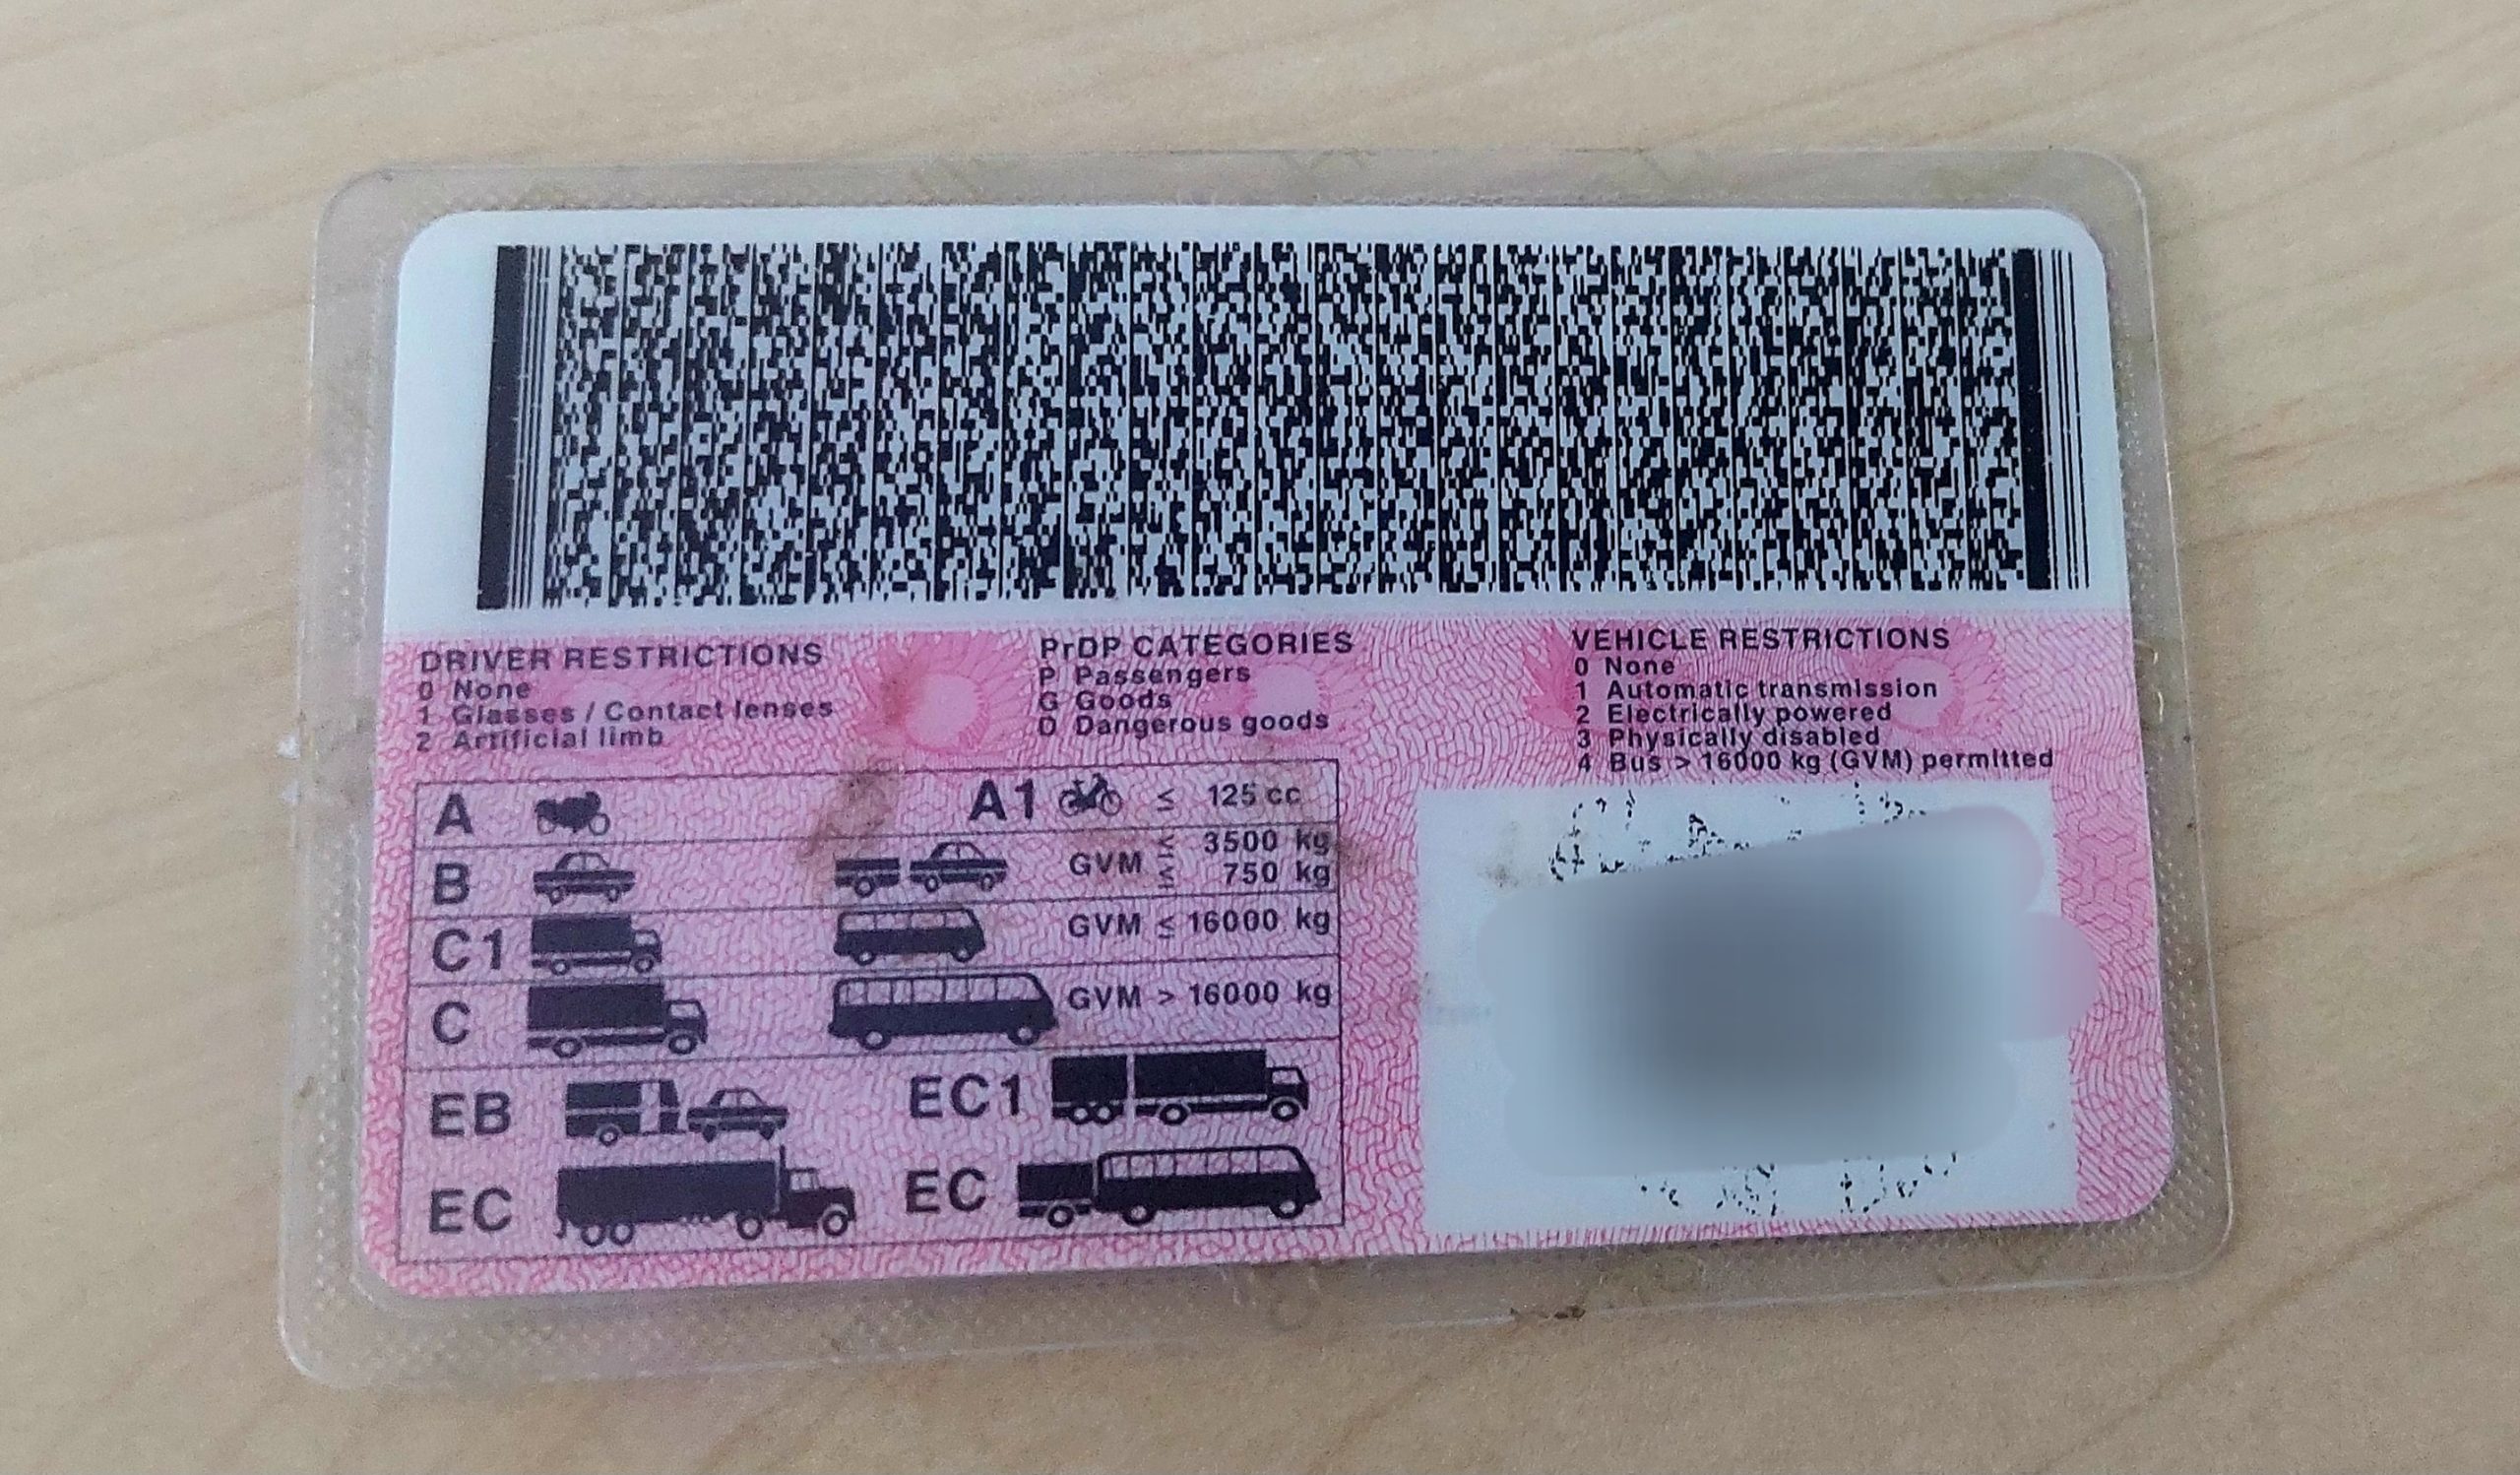 DRIVER RESTRICTIONS
0 None
1 Glasses / Contact lenses
2 Artificial limb
PrDP CATEGORIES
P Passengers
G Goods
D Dangerous goods
VEHICLE RESTRICTIONS
0 None
1 Automatic transmission
2 Electrically powered
3 Physically disabled
4 Bus > 16000 kg (GVM) permitted
A A1 ≤ 125 cc
B GVM ≤ 3500 kg
≤ 750 kg
C1 GVM ≤ 16000 kg
C GVM > 16000 kg
EB EC1
EC EC